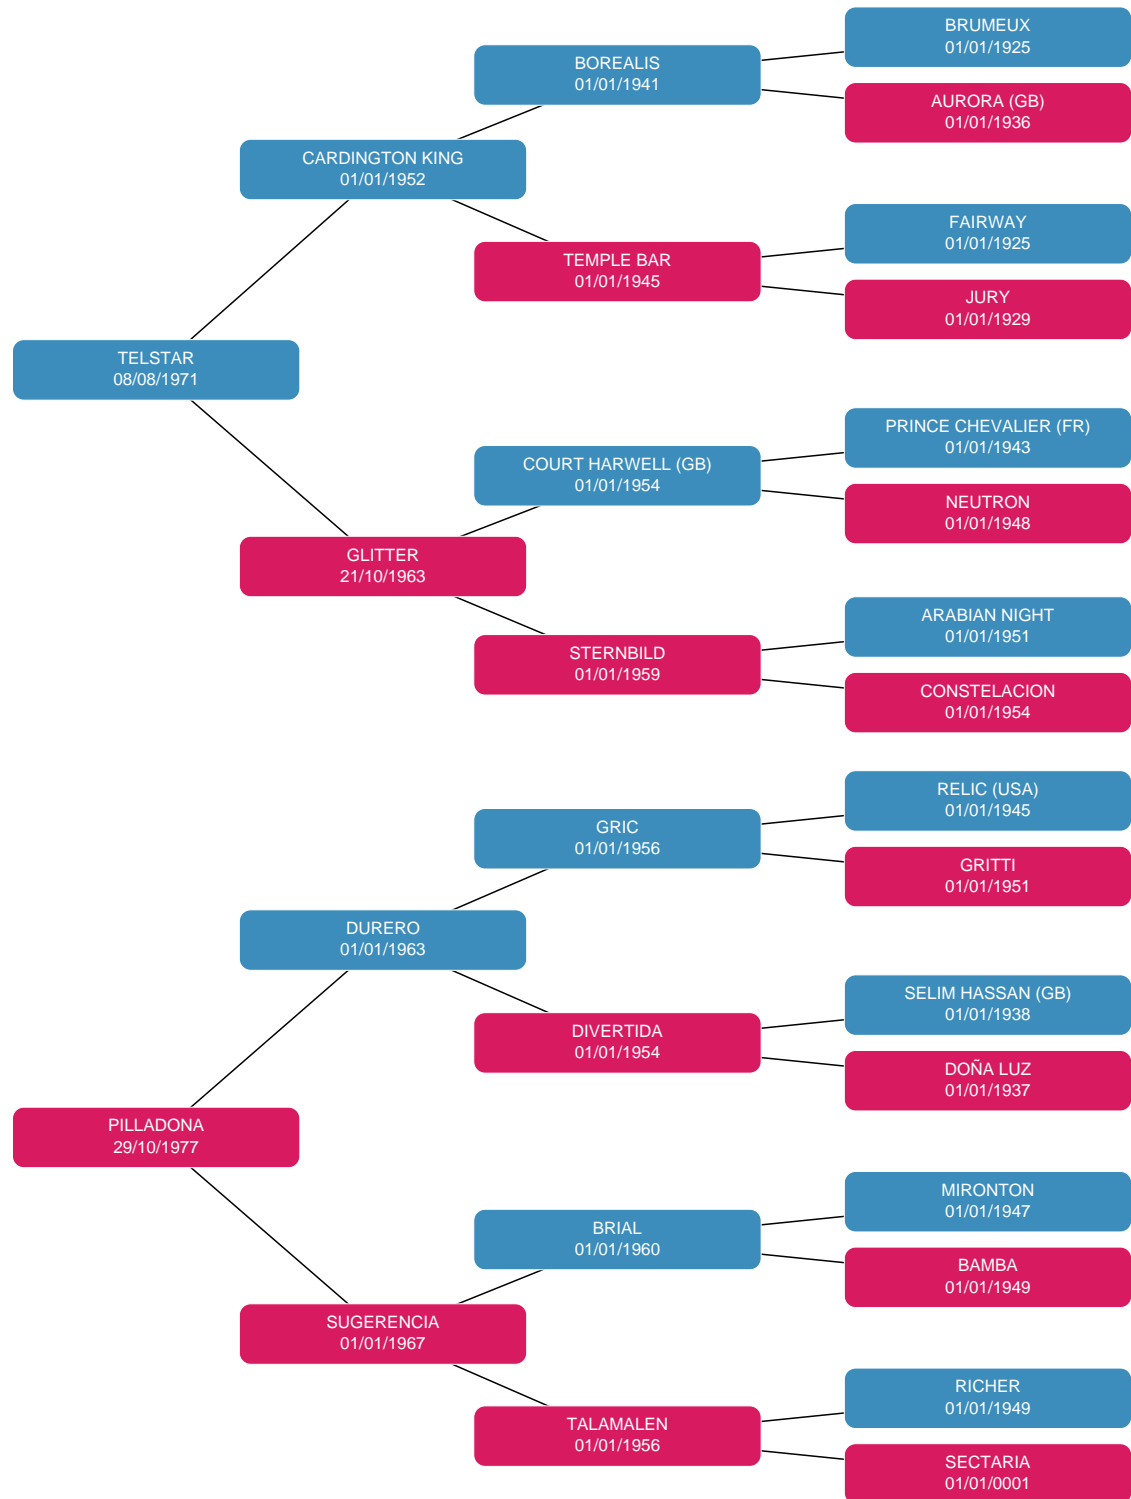 BRUMEUX
01/01/1925
BOREALIS
01/01/1941
AURORA (GB)
01/01/1936
CARDINGTON KING
01/01/1952
FAIRWAY
01/01/1925
TEMPLE BAR
01/01/1945
JURY
01/01/1929
TELSTAR
08/08/1971
PRINCE CHEVALIER (FR)
01/01/1943
COURT HARWELL (GB)
01/01/1954
NEUTRON
01/01/1948
GLITTER
21/10/1963
ARABIAN NIGHT
01/01/1951
STERNBILD
01/01/1959
CONSTELACION
01/01/1954
RELIC (USA)
01/01/1945
GRIC
01/01/1956
GRITTI
01/01/1951
DURERO
01/01/1963
SELIM HASSAN (GB)
01/01/1938
DIVERTIDA
01/01/1954
DOÑA LUZ
01/01/1937
PILLADONA
29/10/1977
MIRONTON
01/01/1947
BRIAL
01/01/1960
BAMBA
01/01/1949
SUGERENCIA
01/01/1967
RICHER
01/01/1949
TALAMALEN
01/01/1956
SECTARIA
01/01/0001